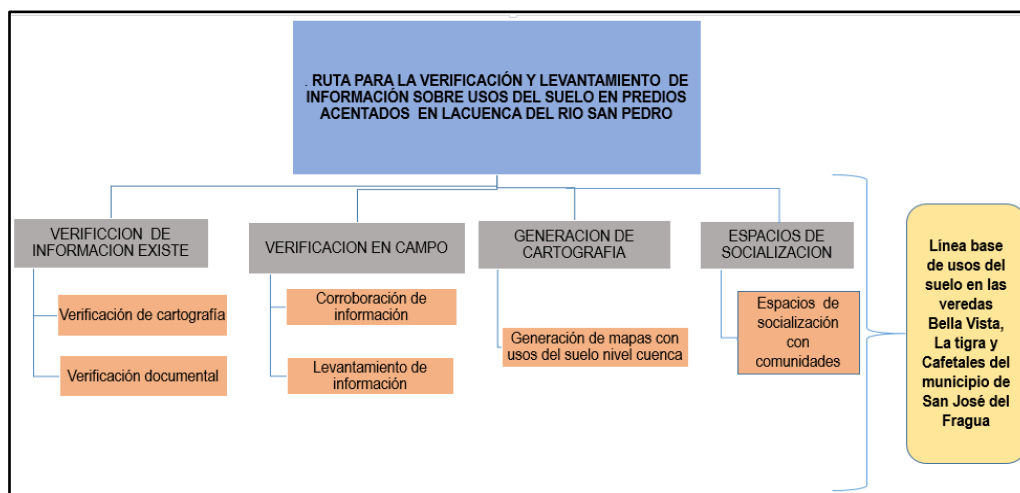 . RUTA PARA LA VERIFICACIÓN Y LEVANTAMIENTO DE
INFORMACIÓN SOBRE USOS DEL SUELO EN PREDIOS
ACENTADOS EN LACUENCA DEL RIO SAN PEDRO
VERIFICCION DE
INFORMACION EXISTE
Verificación de cartografía
Verificación documental
VERIFICACION EN CAMPO
Corroboración de
información
Levantamiento de
información
GENERACION DE
CARTOGRAFIA
Generación de mapas con
usos del suelo nivel cuenca
ESPACIOS DE
SOCIALIZACION
Espacios de
socialización
con
comunidades
Línea base
de usos del
suelo en las
veredas
Bella Vista,
La tigra y
Cafetales del
municipio de
San José del
Fragua